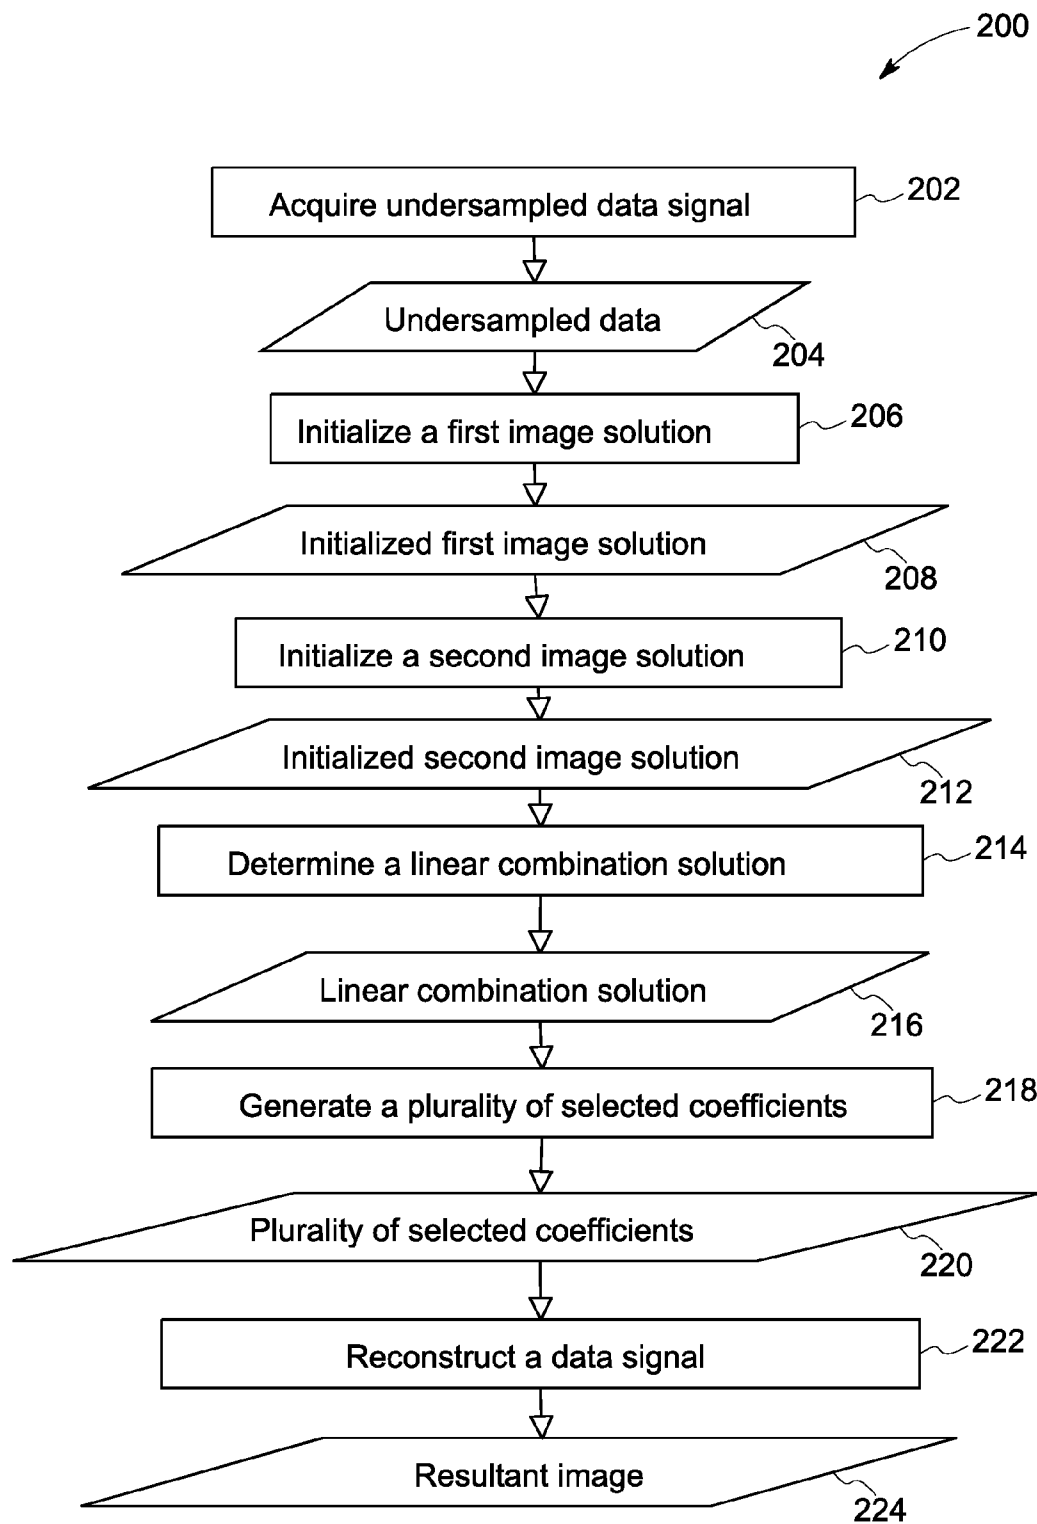 200
Acquire undersampled data signal
202
Undersampled data
204
Initialize a first image solution
206
Initialized first image solution
208
Initialize a second image solution
210
Initialized second image solution
212
Determine a linear combination solution
214
Linear combination solution
216
Generate a plurality of selected coefficients
218
Plurality of selected coefficients
220
Reconstruct a data signal
222
Resultant image
224